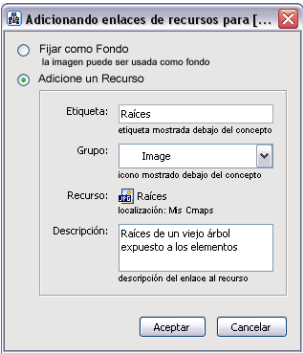 Adicionando enlaces de recursos para [...
Fijar como Fondo
la imagen puede ser usada como fondo
Adicione un Recurso
Etiqueta: Raíces
etiqueta mostrada debajo del concepto
Grupo: Image
icono mostrado debajo del concepto
Recurso: JPG Raíces
localización: Mis Cmaps
Descripción: Raíces de un viejo árbol
expuesto a los elementos
descripción del enlace al recurso
Aceptar Cancelar